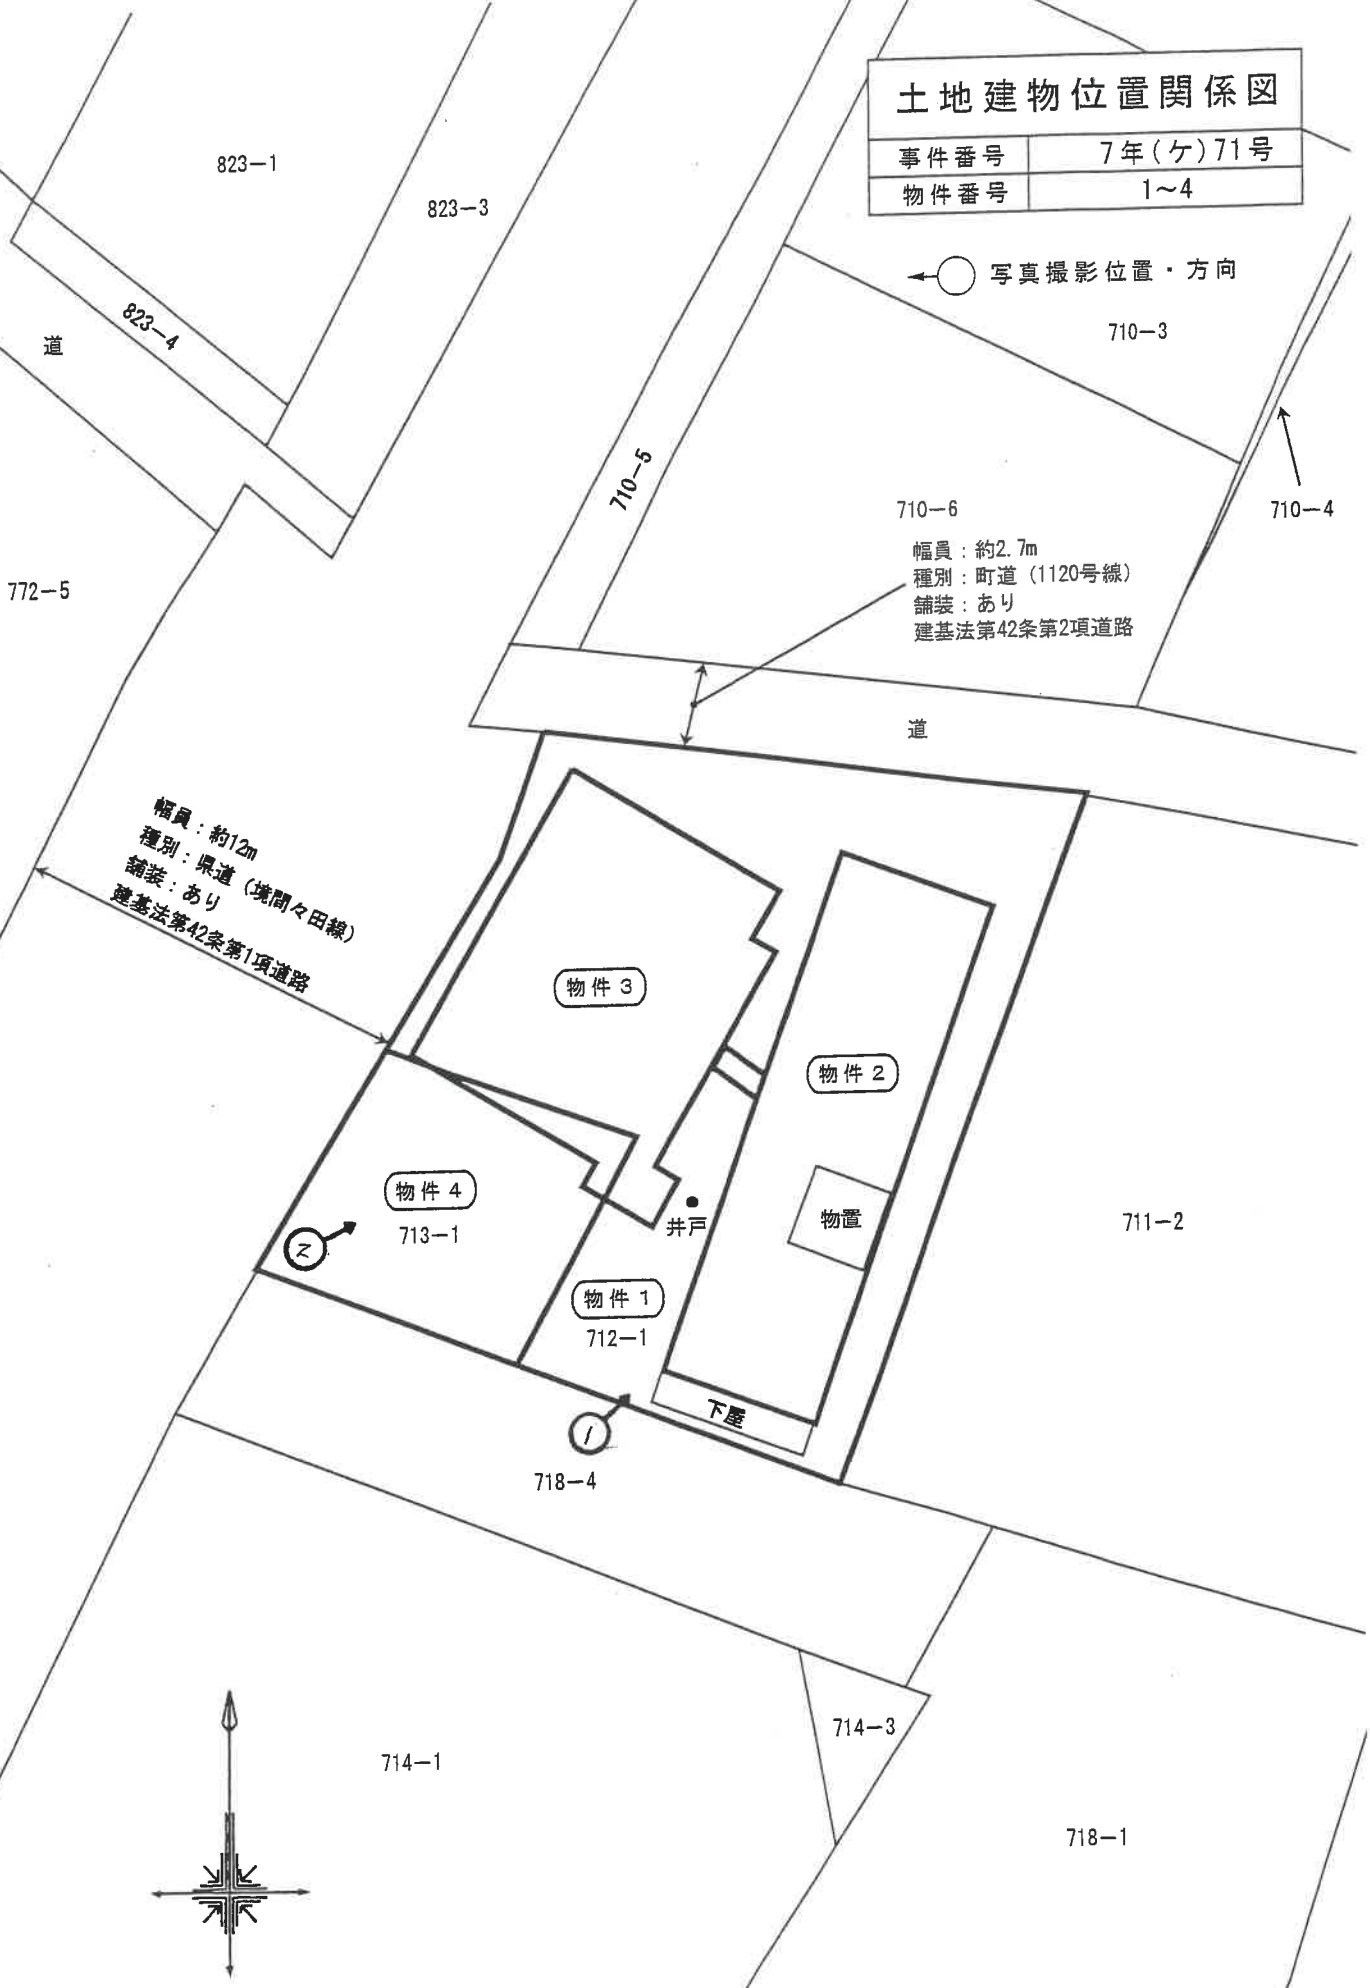 土地建物位置関係図
事件番号 7年(ケ)71号
物件番号 1～4
写真撮影位置・方向
823-1
823-3
823-4
道
710-3
710-5
710-6
710-4
幅員：約2.7m
種別：町道（1120号線）
舗装：あり
建基法第42条第2項道路
772-5
道
幅員：約12m
種別：県道（境間々田線）
舗装：あり
建基法第42条第1項道路
物件 3
物件 2
物件 4
713-1
2
井戸
物置
711-2
物件 1
712-1
下屋
1
718-4
714-3
714-1
718-1